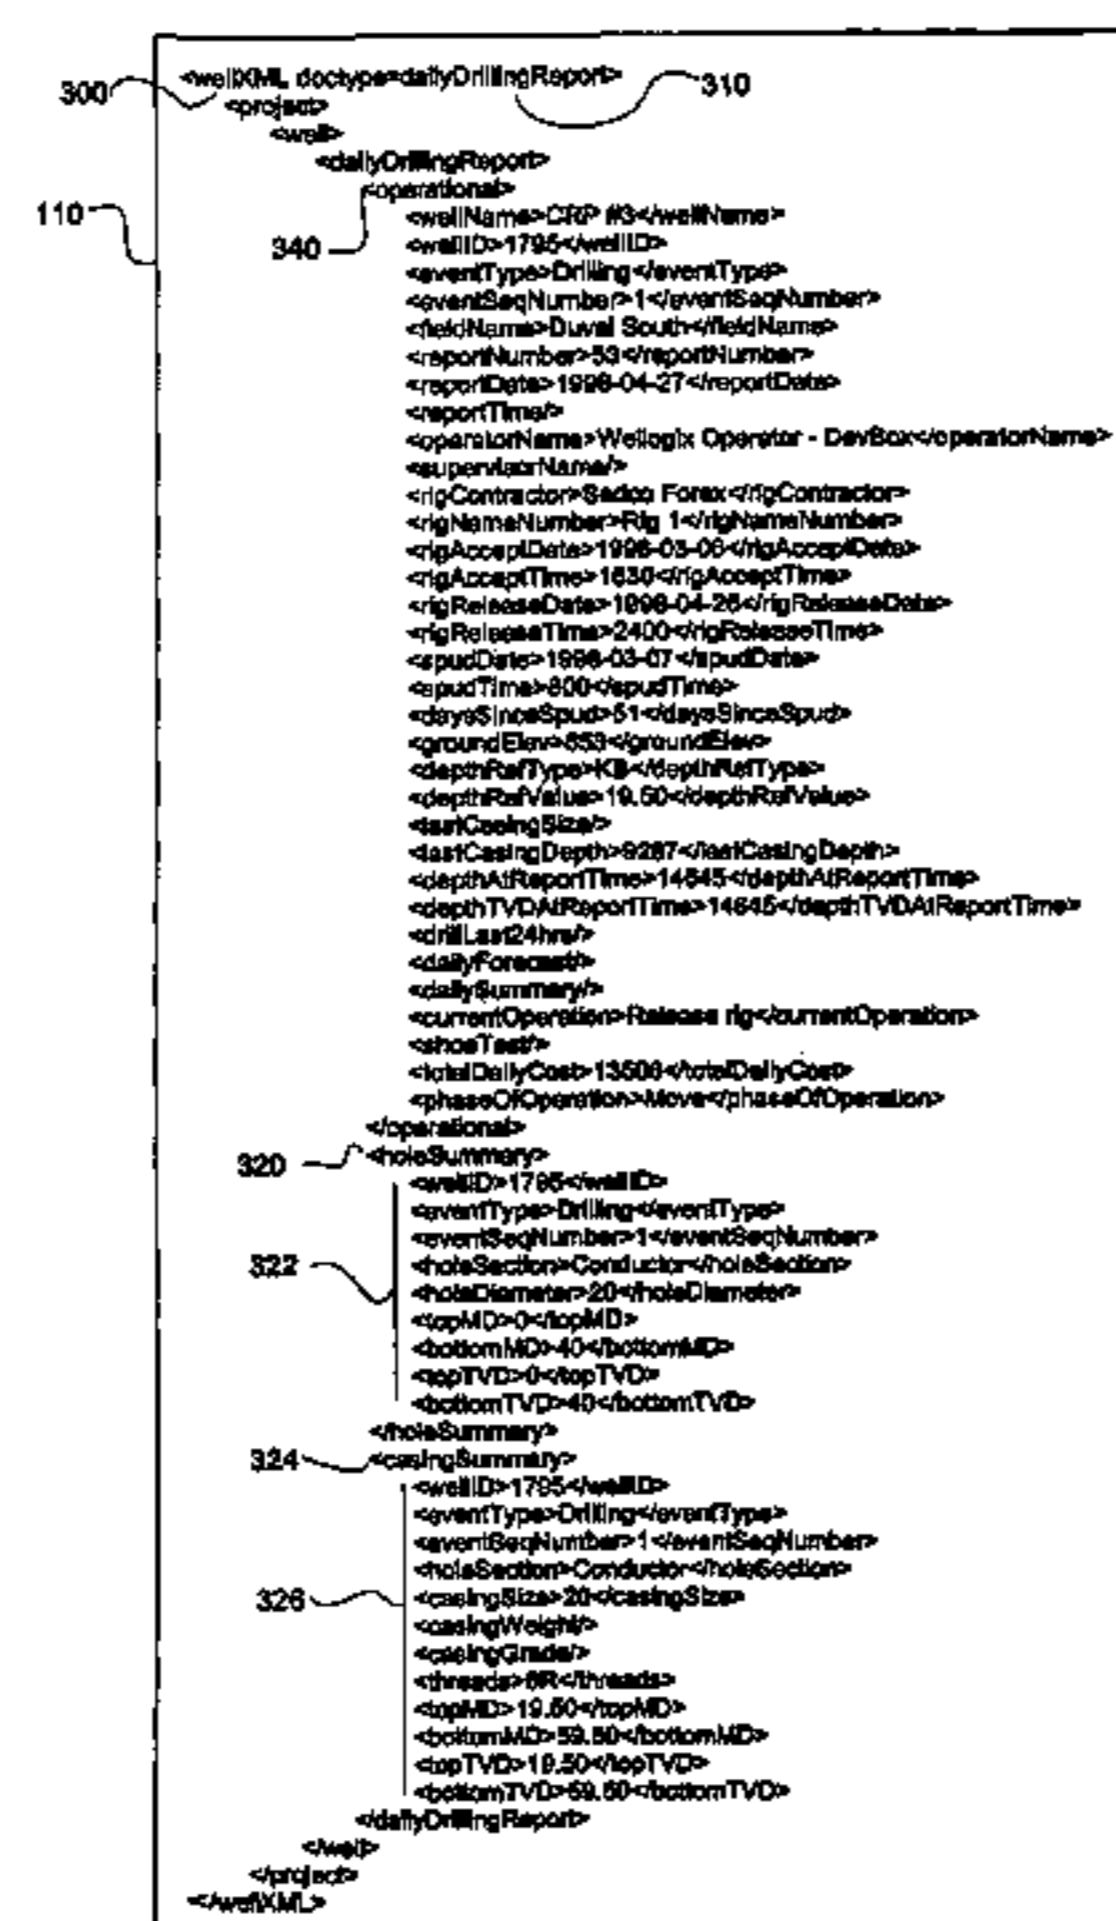 <wellXML doctype=dailyDrillingReport>
300
310
<project>
<well>
<dailyDrillingReport>
<operational>
110
340
<wellName>CRP #3</wellName>
<wellID>1795</wellID>
<eventType>Drilling</eventType>
<eventSeqNumber>1</eventSeqNumber>
<fieldName>Duval South</fieldName>
<reportNumber>53</reportNumber>
<reportDate>1998-04-27</reportDate>
<reportTime/>
<operatorName>Wellogix Operator - DevBox</operatorName>
<supervisorName/>
<rigContractor>Sedco Forex</rigContractor>
<rigNameNumber>Rig 1</rigNameNumber>
<rigAcceptDate>1998-03-06</rigAcceptDate>
<rigAcceptTime>1630</rigAcceptTime>
<rigReleaseDate>1998-04-26</rigReleaseDate>
<rigReleaseTime>2400</rigReleaseTime>
<spudDate>1998-03-07</spudDate>
<spudTime>800</spudTime>
<daysSinceSpud>51</daysSinceSpud>
<groundElev>653</groundElev>
<depthRefType>KB</depthRefType>
<depthRefValue>19.50</depthRefValue>
<lastCasingSize/>
<lastCasingDepth>9287</lastCasingDepth>
<depthAtReportTime>14645</depthAtReportTime>
<depthTVDAtReportTime>14645</depthTVDAtReportTime>
<drillLast24hrs/>
<dailyForecast/>
<dailySummary/>
<currentOperation>Release rig</currentOperation>
<shoeTest/>
<totalDailyCost>13506</totalDailyCost>
<phaseOfOperation>Move</phaseOfOperation>
</operational>
320
<holeSummary>
<wellID>1795</wellID>
<eventType>Drilling</eventType>
<eventSeqNumber>1</eventSeqNumber>
322
<holeSection>Conductor</holeSection>
<holeDiameter>20</holeDiameter>
<topMD>0</topMD>
<bottomMD>40</bottomMD>
<topTVD>0</topTVD>
<bottomTVD>40</bottomTVD>
</holeSummary>
324
<casingSummary>
<wellID>1795</wellID>
<eventType>Drilling</eventType>
<eventSeqNumber>1</eventSeqNumber>
<holeSection>Conductor</holeSection>
326
<casingSize>20</casingSize>
<casingWeight/>
<casingGrade/>
<threads>8R</threads>
<topMD>19.50</topMD>
<bottomMD>59.50</bottomMD>
<topTVD>19.50</topTVD>
<bottomTVD>59.50</bottomTVD>
</dailyDrillingReport>
</well>
</project>
</wellXML>